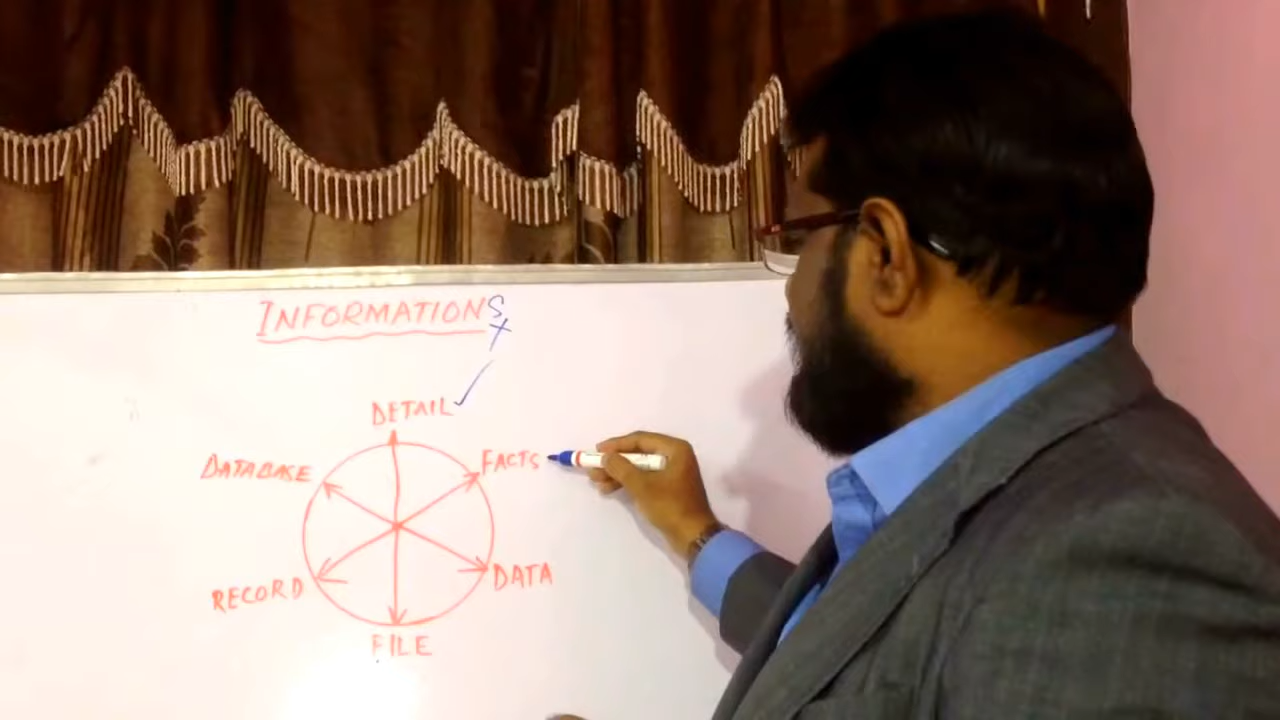 INFORMATIONS
X
DETAIL ✓
DATABASE
FACTS
RECORD
DATA
FILE